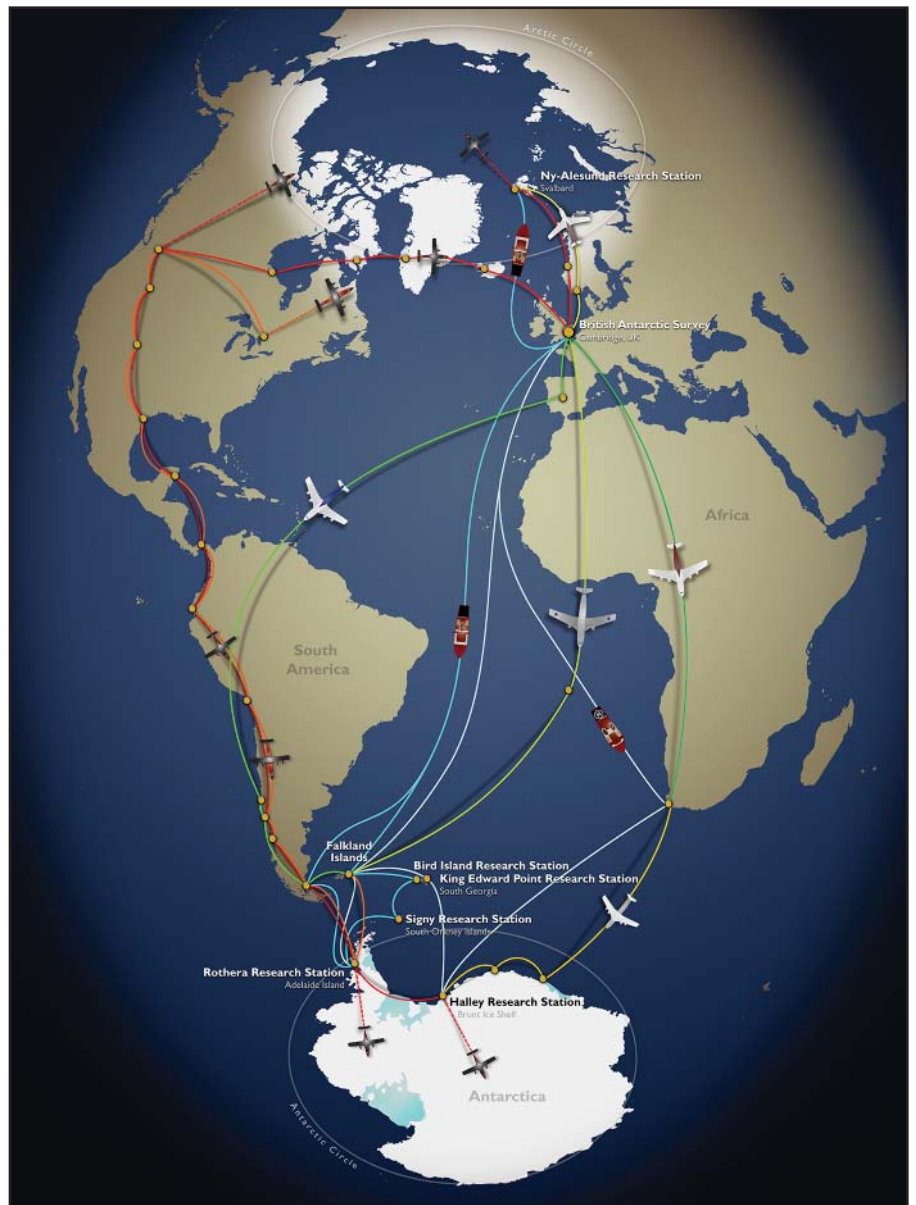 Arctic Circle
Ny-Alesund Research Station
Svalbard
British Antarctic Survey
Cambridge, UK
Africa
South
America
Falkland
Islands
Bird Island Research Station
King Edward Point Research Station
South Georgia
Signy Research Station
South Orkney Islands
Rothera Research Station
Adelaide Island
Halley Research Station
Brunt Ice Shelf
Antarctica
Antarctic Circle